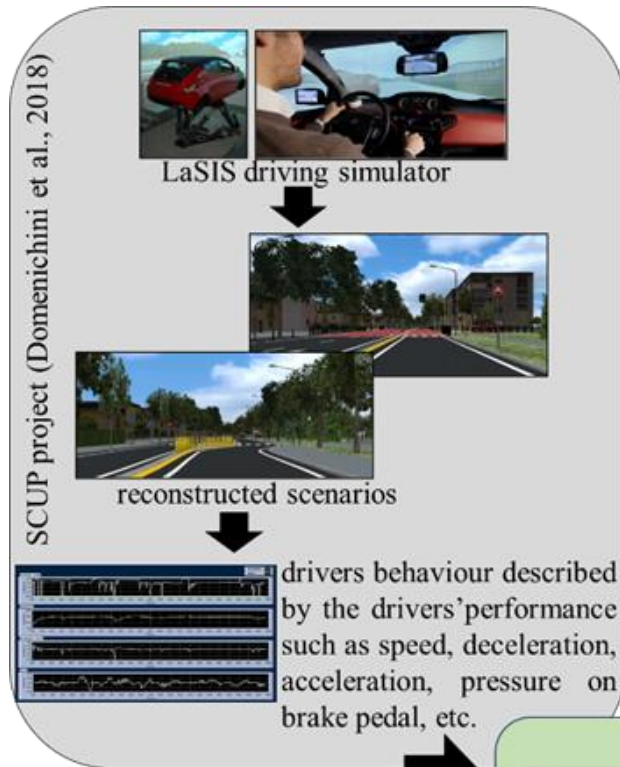 SCUP project (Domenichini et al., 2018)
LaSIS driving simulator
reconstructed scenarios
drivers behaviour described
by the drivers'performance
such as speed, deceleration,
acceleration, pressure on
brake pedal, etc.